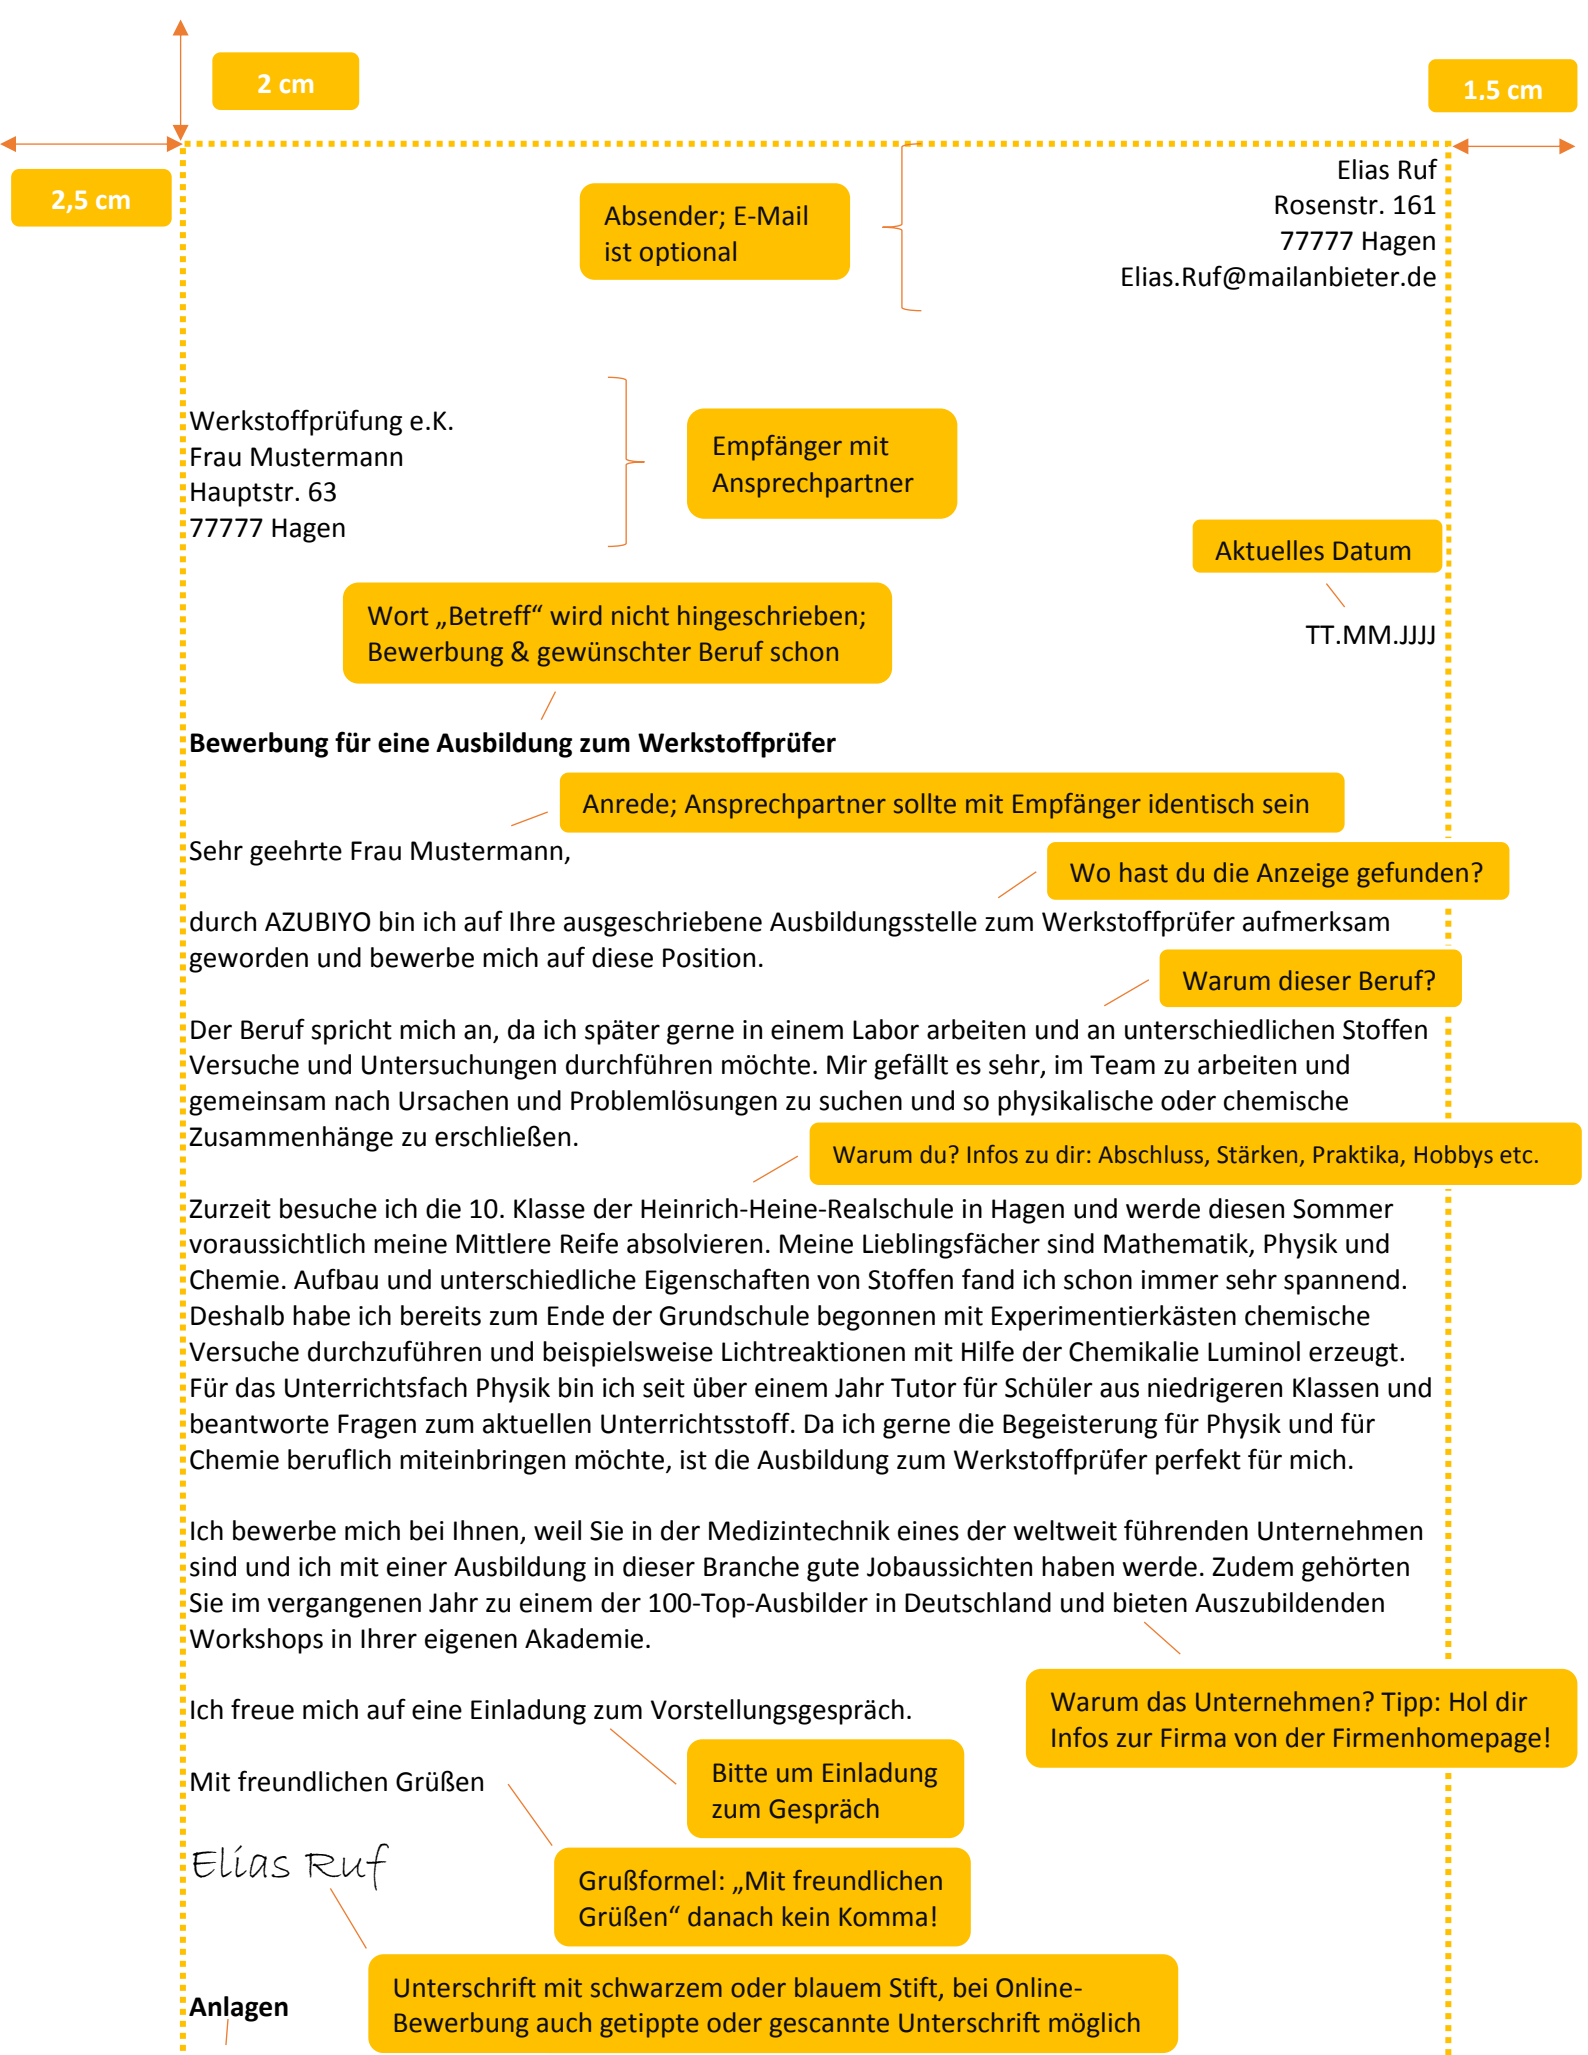 2 cm
1,5 cm
2,5 cm
Elias Ruf
Rosenstr. 161
77777 Hagen
Elias.Ruf@mailanbieter.de
Absender; E-Mail
ist optional
Werkstoffprüfung e.K.
Frau Mustermann
Hauptstr. 63
77777 Hagen
Empfänger mit
Ansprechpartner
Aktuelles Datum
TT.MM.JJJJ
Wort „Betreff“ wird nicht hingeschrieben;
Bewerbung & gewünschter Beruf schon
Bewerbung für eine Ausbildung zum Werkstoffprüfer
Anrede; Ansprechpartner sollte mit Empfänger identisch sein
Sehr geehrte Frau Mustermann,
Wo hast du die Anzeige gefunden?
durch AZUBIYO bin ich auf Ihre ausgeschriebene Ausbildungsstelle zum Werkstoffprüfer aufmerksam
geworden und bewerbe mich auf diese Position.
Warum dieser Beruf?
Der Beruf spricht mich an, da ich später gerne in einem Labor arbeiten und an unterschiedlichen Stoffen
Versuche und Untersuchungen durchführen möchte. Mir gefällt es sehr, im Team zu arbeiten und
gemeinsam nach Ursachen und Problemlösungen zu suchen und so physikalische oder chemische
Zusammenhänge zu erschließen.
Warum du? Infos zu dir: Abschluss, Stärken, Praktika, Hobbys etc.
Zurzeit besuche ich die 10. Klasse der Heinrich-Heine-Realschule in Hagen und werde diesen Sommer
voraussichtlich meine Mittlere Reife absolvieren. Meine Lieblingsfächer sind Mathematik, Physik und
Chemie. Aufbau und unterschiedliche Eigenschaften von Stoffen fand ich schon immer sehr spannend.
Deshalb habe ich bereits zum Ende der Grundschule begonnen mit Experimentierkästen chemische
Versuche durchzuführen und beispielsweise Lichtreaktionen mit Hilfe der Chemikalie Luminol erzeugt.
Für das Unterrichtsfach Physik bin ich seit über einem Jahr Tutor für Schüler aus niedrigeren Klassen und
beantworte Fragen zum aktuellen Unterrichtsstoff. Da ich gerne die Begeisterung für Physik und für
Chemie beruflich miteinbringen möchte, ist die Ausbildung zum Werkstoffprüfer perfekt für mich.
Ich bewerbe mich bei Ihnen, weil Sie in der Medizintechnik eines der weltweit führenden Unternehmen
sind und ich mit einer Ausbildung in dieser Branche gute Jobaussichten haben werde. Zudem gehörten
Sie im vergangenen Jahr zu einem der 100-Top-Ausbilder in Deutschland und bieten Auszubildenden
Workshops in Ihrer eigenen Akademie.
Warum das Unternehmen? Tipp: Hol dir
Infos zur Firma von der Firmenhomepage!
Ich freue mich auf eine Einladung zum Vorstellungsgespräch.
Bitte um Einladung
zum Gespräch
Mit freundlichen Grüßen
Elias Ruf
Grußformel: „Mit freundlichen
Grüßen“ danach kein Komma!
Unterschrift mit schwarzem oder blauem Stift, bei Online-
Bewerbung auch getippte oder gescannte Unterschrift möglich
Anlagen